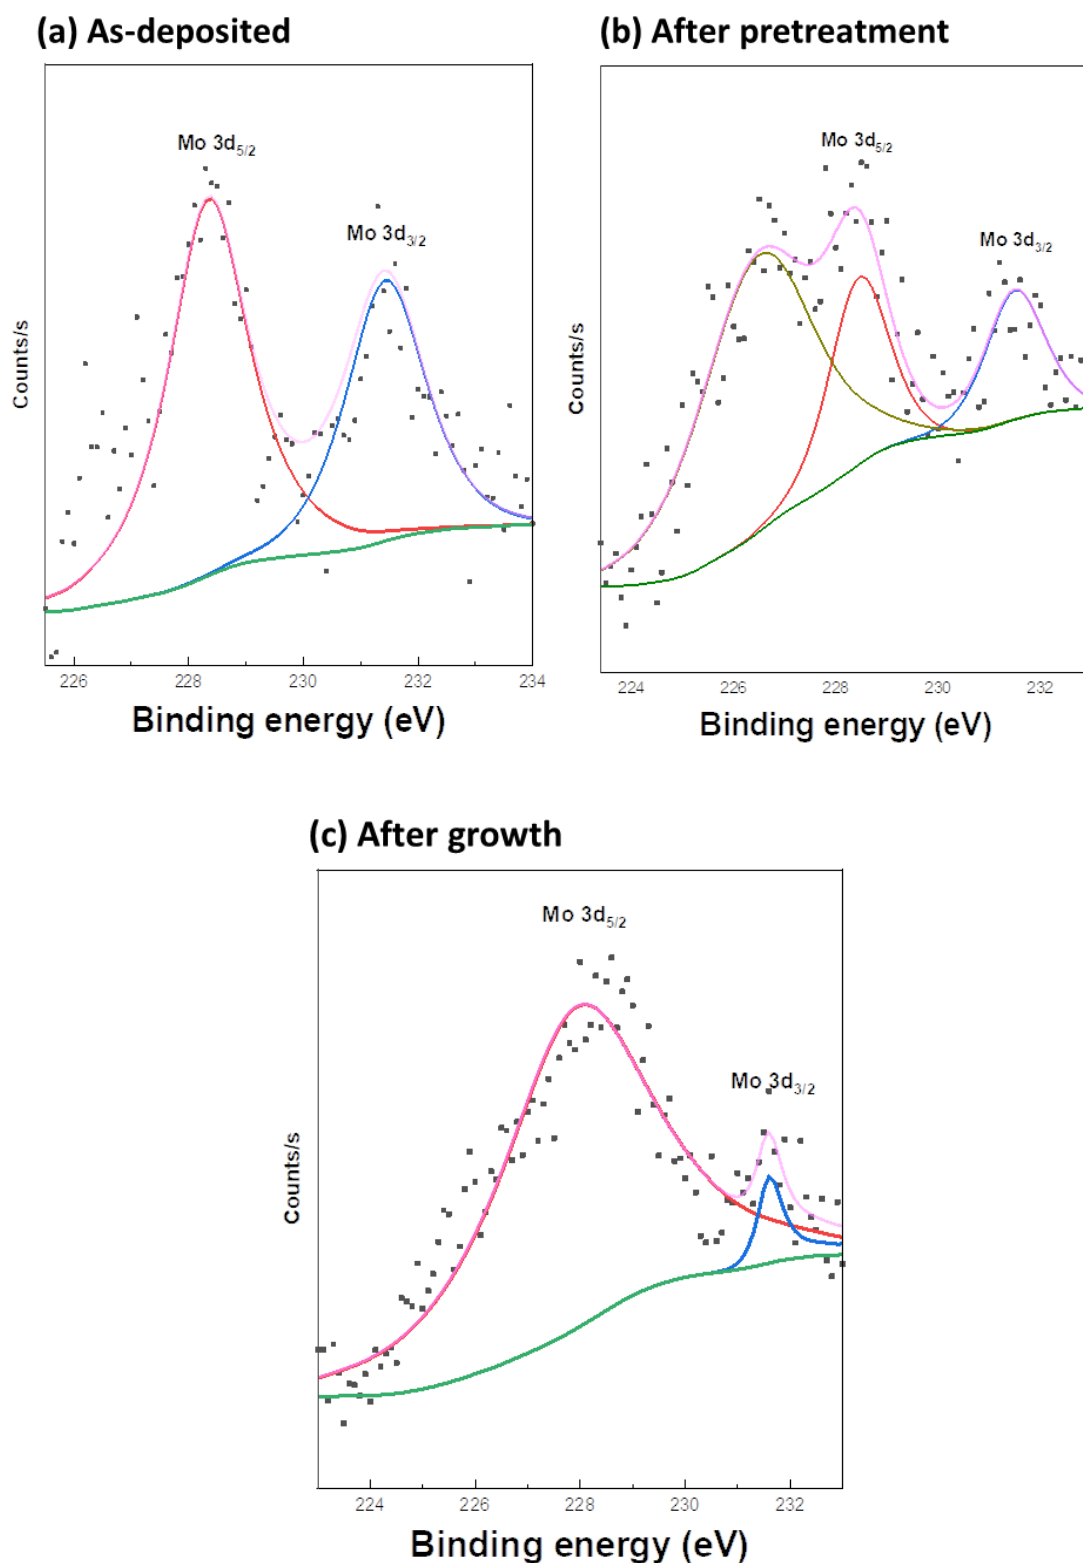 (a) As-deposited
Mo 3d5/2
Mo 3d3/2
Counts/s
226 228 230 232 234
Binding energy (eV)
(b) After pretreatment
Mo 3d5/2
Mo 3d3/2
Counts/s
224 226 228 230 232
Binding energy (eV)
(c) After growth
Mo 3d5/2
Mo 3d3/2
Counts/s
224 226 228 230 232
Binding energy (eV)